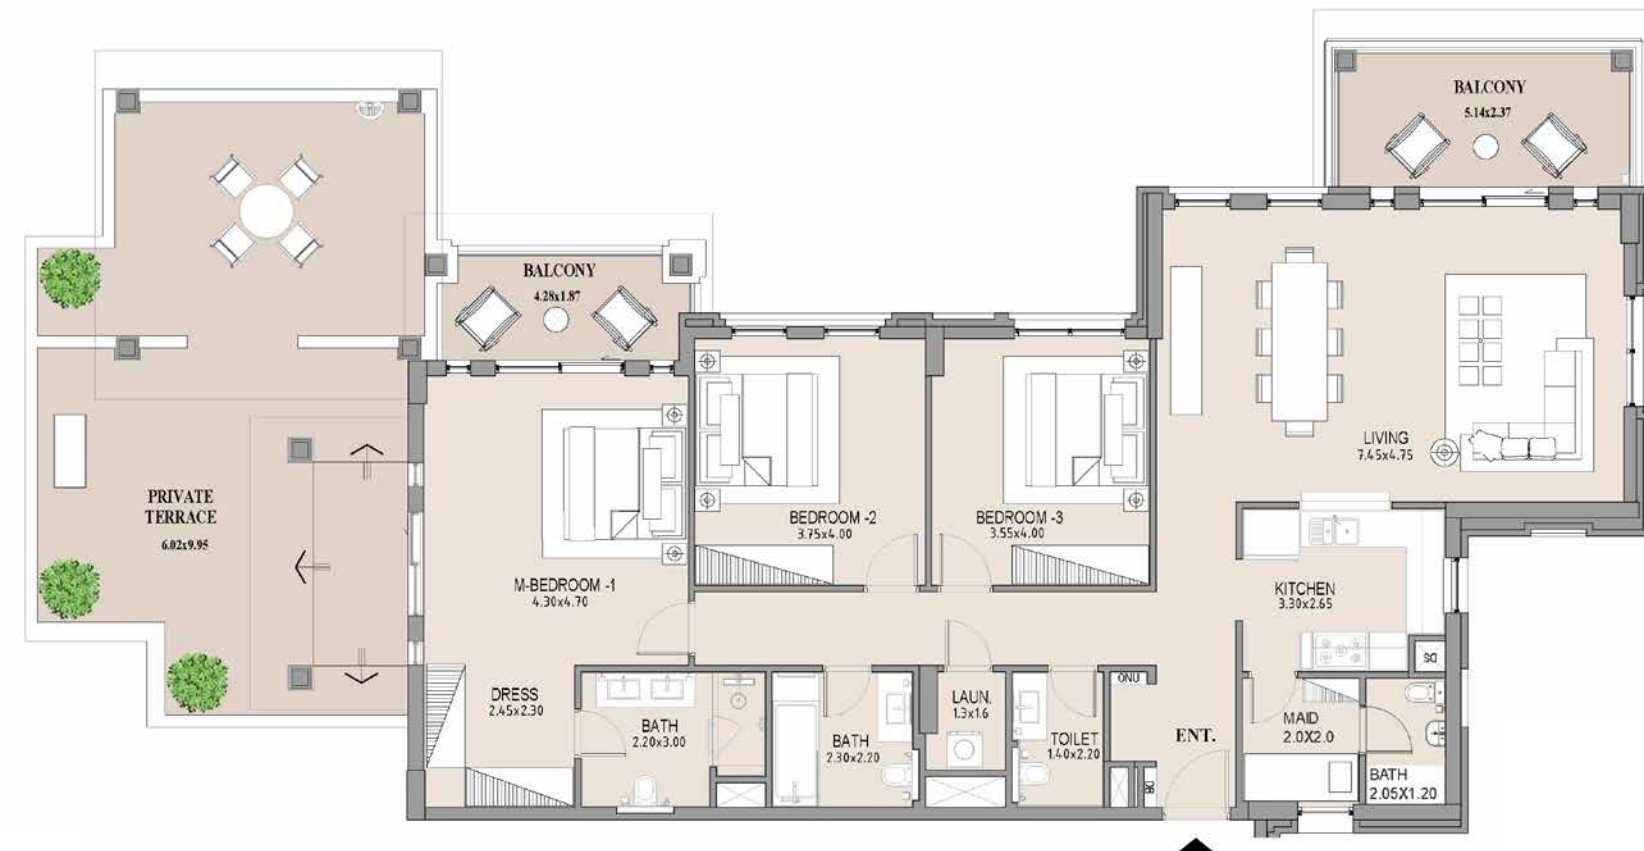 BALCONY
5.14x2.37
BALCONY
4.28x1.87
LIVING
7.45x4.75
PRIVATE
TERRACE
6.02x9.95
BEDROOM -2
3.75x4.00
BEDROOM -3
3.55x4.00
M-BEDROOM -1
4.30x4.70
KITCHEN
3.30x2.65
DS
DRESS
2.45x2.30
BATH
2.20x3.00
BATH
2.30x2.20
LAUN.
1.3x1.6
TOILET
1.40x2.20
ONU
ENT.
DB
MAID
2.0X2.0
BATH
2.05X1.20